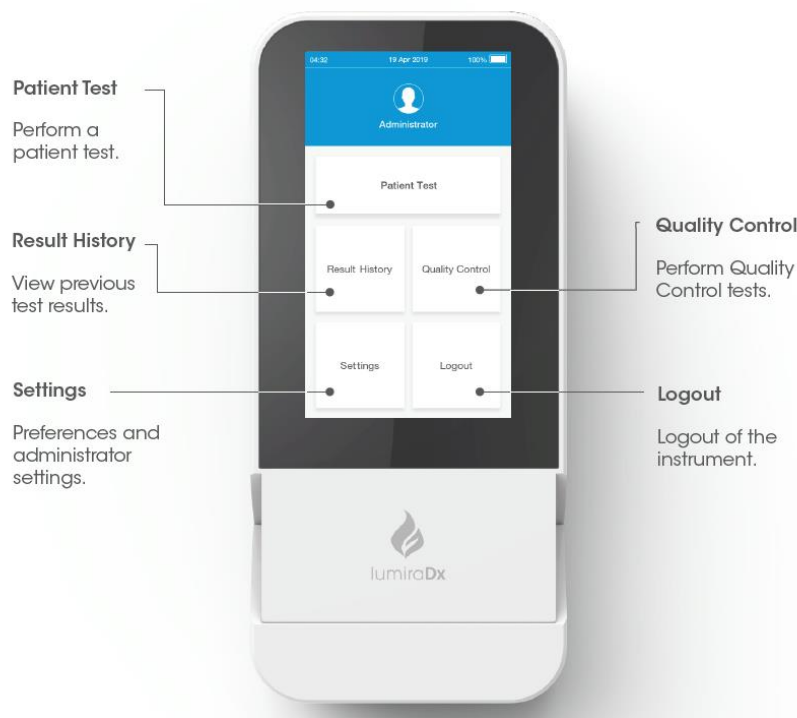 04:32 19 Apr 2019 100%
Administrator
Patient Test
Result History Quality Control
Settings Logout
lumiraDx
Patient Test
Perform a
patient test.
Result History
View previous
test results.
Settings
Preferences and
administrator
settings.
Quality Control
Perform Quality
Control tests.
Logout
Logout of the
instrument.